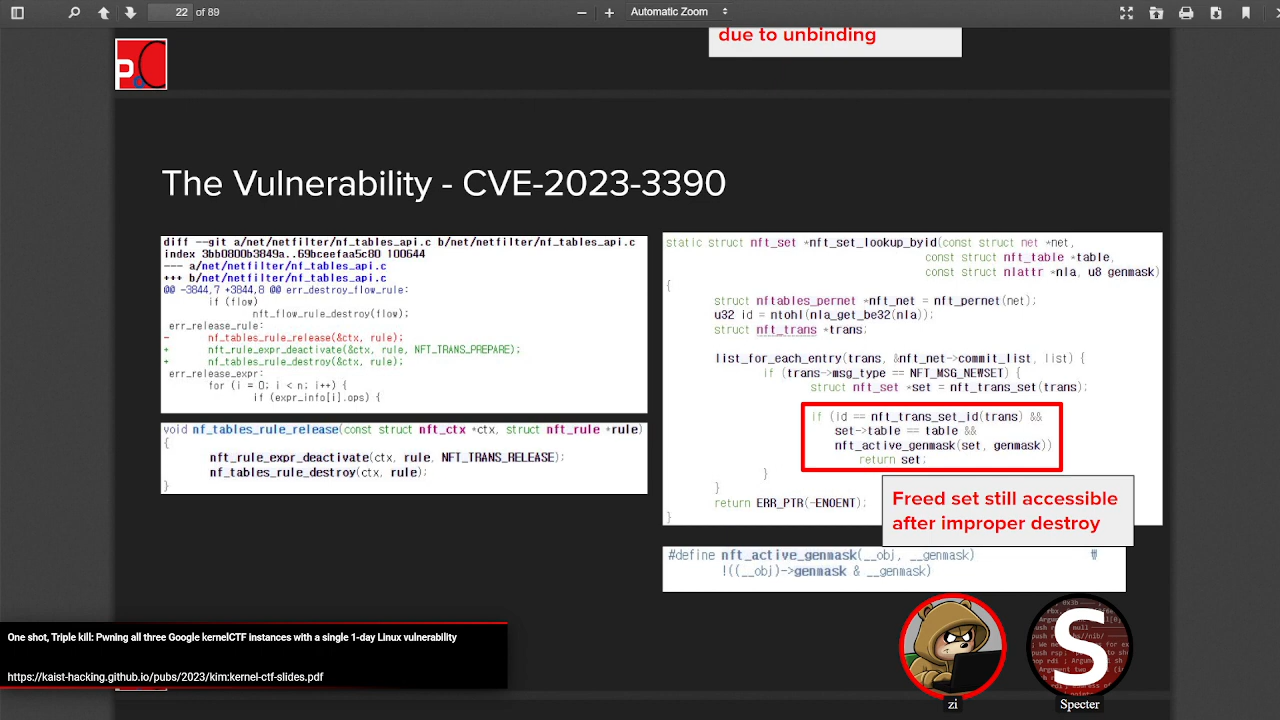 22 of 89
Automatic Zoom
due to unbinding
The Vulnerability - CVE-2023-3390
diff --git a/net/netfilter/nf_tables_api.c b/net/netfilter/nf_tables_api.c
index 3bb0800b3849a..69bceefaa5c80 100644
--- a/net/netfilter/nf_tables_api.c
+++ b/net/netfilter/nf_tables_api.c
@@ -3844,7 +3844,8 @@ err_destroy_flow_rule:
if (flow)
nft_flow_rule_destroy(flow);
err_release_rule:
- nf_tables_rule_release(&ctx, rule);
+ nft_rule_expr_deactivate(&ctx, rule, NFT_TRANS_PREPARE);
+ nf_tables_rule_destroy(&ctx, rule);
err_release_expr:
for (i = 0; i < n; i++) {
if (expr_info[i].ops) {
void nf_tables_rule_release(const struct nft_ctx *ctx, struct nft_rule *rule)
{
nft_rule_expr_deactivate(ctx, rule, NFT_TRANS_RELEASE);
nf_tables_rule_destroy(ctx, rule);
}
static struct nft_set *nft_set_lookup_byid(const struct net *net,
const struct nft_table *table,
const struct nlattr *nla, u8 genmask)
{
struct nftables_pernet *nft_net = nft_pernet(net);
u32 id = ntohl(nla_get_be32(nla));
struct nft_trans *trans;
list_for_each_entry(trans, &nft_net->commit_list, list) {
if (trans->msg_type == NFT_MSG_NEWSET) {
struct nft_set *set = nft_trans_set(trans);
if (id == nft_trans_set_id(trans) &&
set->table == table &&
nft_active_genmask(set, genmask))
return set;
}
}
return ERR_PTR(-ENOENT);
}
Freed set still accessible
after improper destroy
#define nft_active_genmask(__obj, __genmask) ₩
!((__obj)->genmask & __genmask)
One shot, Triple kill: Pwning all three Google kernelCTF instances with a single 1-day Linux vulnerability
https://kaist-hacking.github.io/pubs/2023/kim:kernel-ctf-slides.pdf
zi
S
Specter